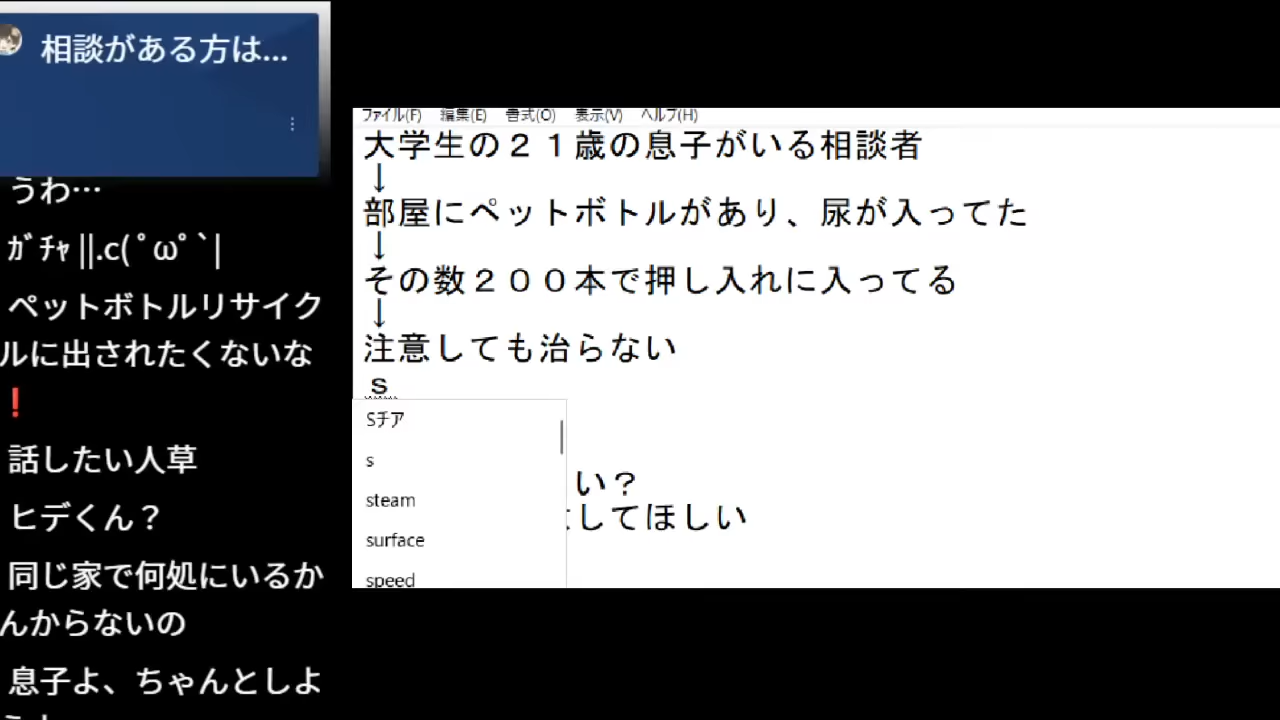 相談がある方は...
うわ…
ｶﾞﾁｬ||.c( ﾟωﾟ`|
ペットボトルリサイク
ルに出されたくないな
❗
話したい人草
ヒデくん？
同じ家で何処にいるか
んからないの
息子よ、ちゃんとしよ
ファイル(F) 編集(E) 書式(O) 表示(V) ヘルプ(H)
大学生の２１歳の息子がいる相談者
↓
部屋にペットボトルがあり、尿が入ってた
↓
その数２００本で押し入れに入ってる
↓
注意しても治らない
ｓ
Sチア
s
steam
surface
speed
い？
してほしい